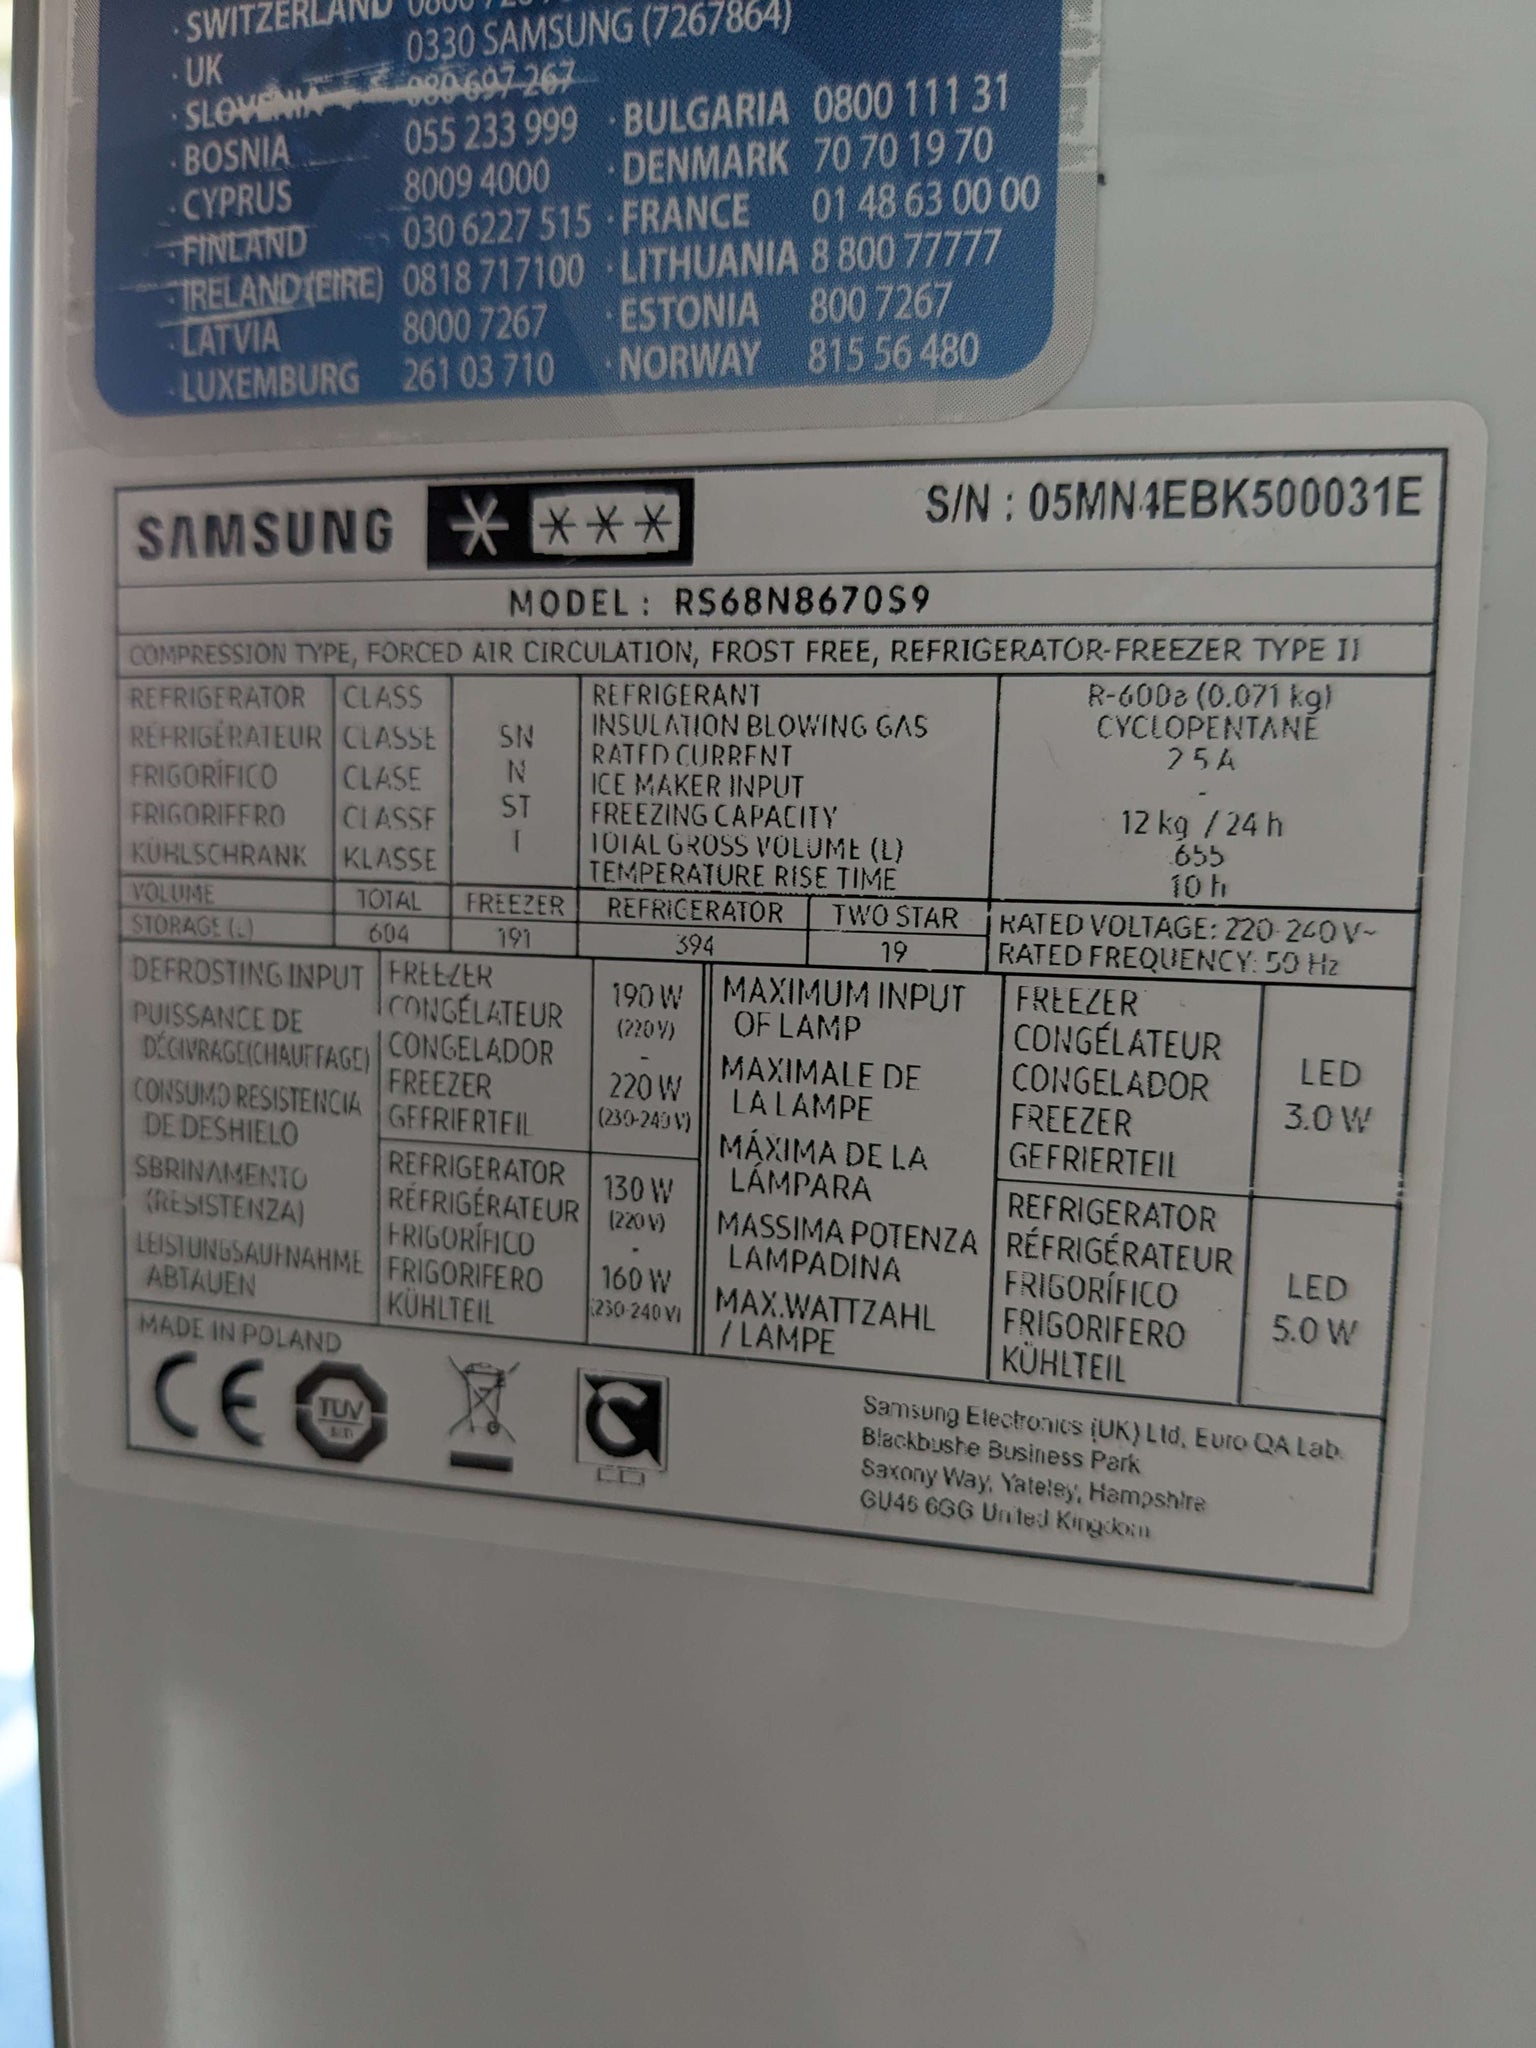 · SWITZERLAND
· UK 0330 SAMSUNG (7267864)
· SLOVENIA 080 697 267
· BOSNIA 055 233 999
· CYPRUS 8009 4000
· FINLAND 030 6227 515
· IRELAND (EIRE) 0818 717100
· LATVIA 8000 7267
· LUXEMBURG 261 03 710
· BULGARIA 0800 111 31
· DENMARK 70 70 19 70
· FRANCE 01 48 63 00 00
· LITHUANIA 8 800 77777
· ESTONIA 800 7267
· NORWAY 815 56 480
SAMSUNG
S/N : 05MN4EBK500031E
MODEL : RS68N8670S9
COMPRESSION TYPE, FORCED AIR CIRCULATION, FROST FREE, REFRIGERATOR-FREEZER TYPE II
REFRIGERATOR CLASS
RÉFRIGÉRATEUR CLASSE
FRIGORÍFICO CLASE
FRIGORIFERO CLASSE
KÜHLSCHRANK KLASSE
SN
N
ST
T
REFRIGERANT R-600a (0.071 kg)
INSULATION BLOWING GAS CYCLOPENTANE
RATED CURRENT 2.5 A
ICE MAKER INPUT -
FREEZING CAPACITY 12 kg / 24 h
TOTAL GROSS VOLUME (L) 655
TEMPERATURE RISE TIME 10 h
VOLUME TOTAL FREEZER REFRIGERATOR TWO STAR
STORAGE (L) 604 191 394 19
RATED VOLTAGE: 220-240 V~
RATED FREQUENCY: 50 Hz
DEFROSTING INPUT
PUISSANCE DE
DÉGIVRAGE(CHAUFFAGE)
CONSUMO RESISTENCIA
DE DESHIELO
SBRINAMENTO
(RESISTENZA)
LEISTUNGSAUFNAHME
ABTAUEN
FREEZER
CONGÉLATEUR
CONGELADOR
FREEZER
GEFRIERTEIL
190 W
(220 V)
-
220 W
(230-240 V)
REFRIGERATOR
RÉFRIGÉRATEUR
FRIGORÍFICO
FRIGORIFERO
KÜHLTEIL
130 W
(220 V)
-
160 W
(230-240 V)
MAXIMUM INPUT
OF LAMP
MAXIMALE DE
LA LAMPE
MÁXIMA DE LA
LÁMPARA
MASSIMA POTENZA
LAMPADINA
MAX.WATTZAHL
/ LAMPE
FREEZER
CONGÉLATEUR
CONGELADOR
FREEZER
GEFRIERTEIL
LED
3.0 W
REFRIGERATOR
RÉFRIGÉRATEUR
FRIGORÍFICO
FRIGORIFERO
KÜHLTEIL
LED
5.0 W
MADE IN POLAND
CE
TUV
Samsung Electronics (UK) Ltd, Euro QA Lab.
Blackbushe Business Park
Saxony Way, Yateley, Hampshire
GU46 6GG United Kingdom